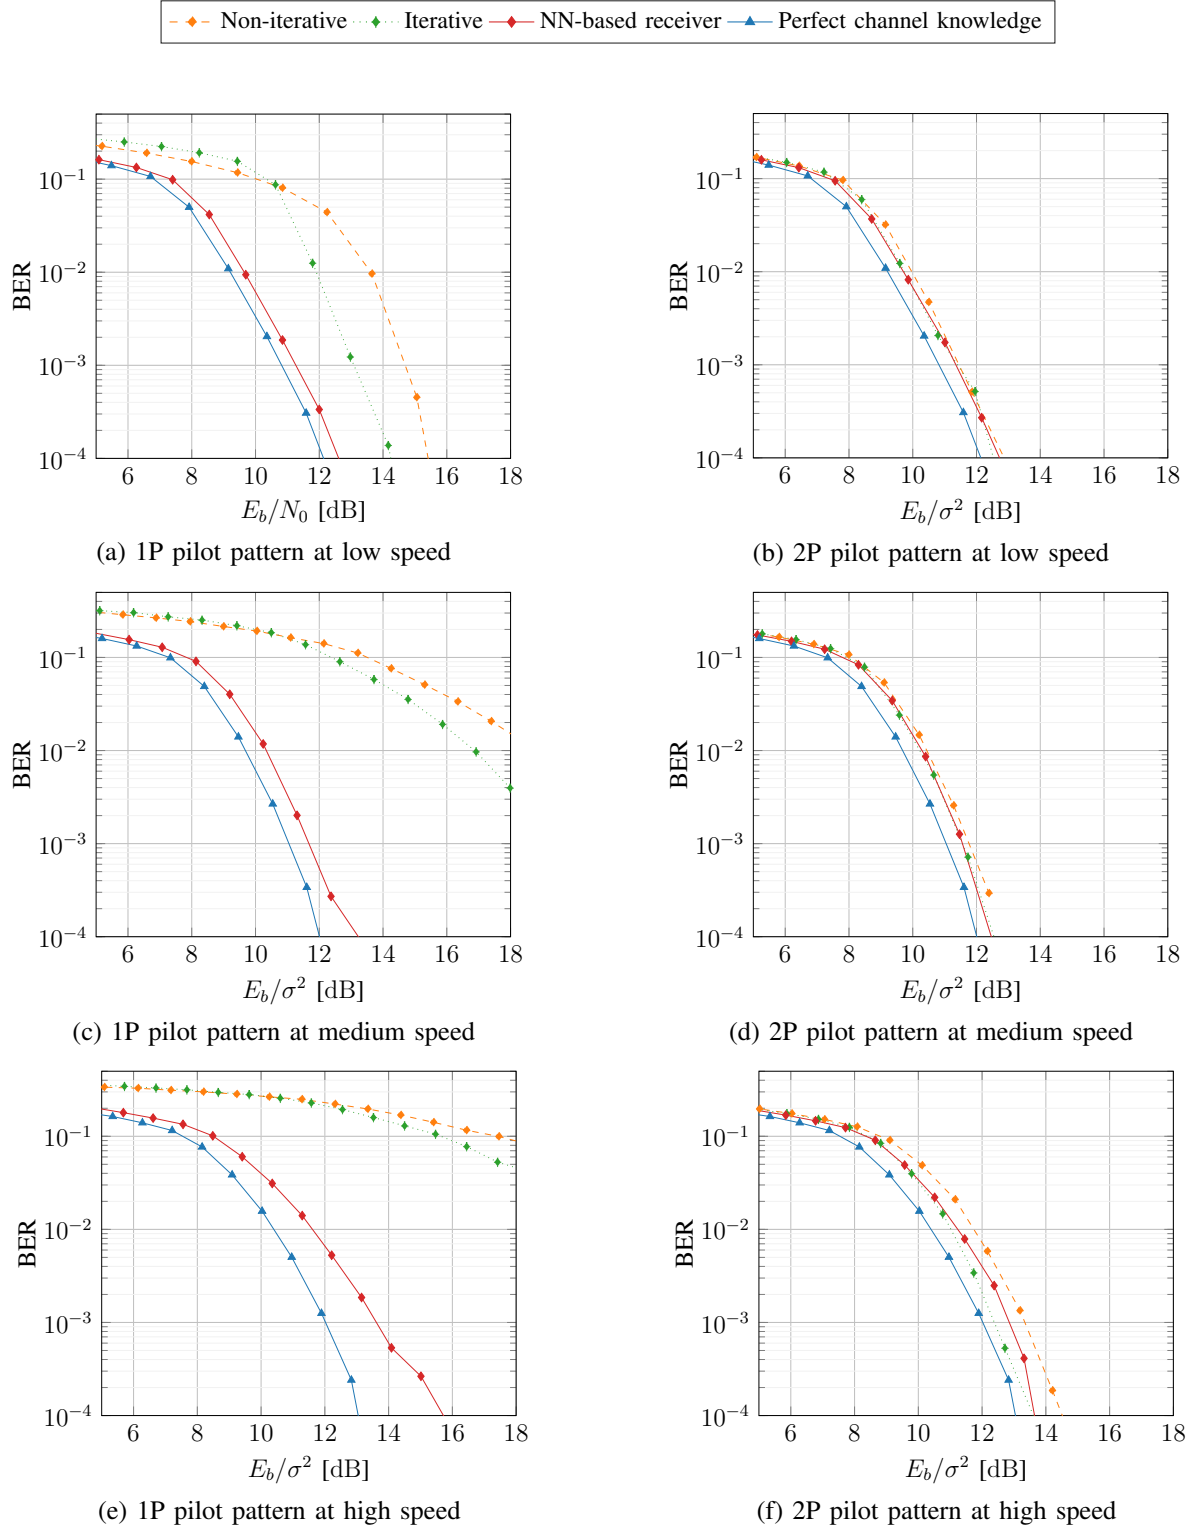 Non-iterative Iterative NN-based receiver Perfect channel knowledge
10⁻¹
10⁻²
10⁻³
10⁻⁴
BER
6 8 10 12 14 16 18
E_b/N_0 [dB]
(a) 1P pilot pattern at low speed
10⁻¹
10⁻²
10⁻³
10⁻⁴
BER
6 8 10 12 14 16 18
E_b/σ² [dB]
(b) 2P pilot pattern at low speed
10⁻¹
10⁻²
10⁻³
10⁻⁴
BER
6 8 10 12 14 16 18
E_b/σ² [dB]
(c) 1P pilot pattern at medium speed
10⁻¹
10⁻²
10⁻³
10⁻⁴
BER
6 8 10 12 14 16 18
E_b/σ² [dB]
(d) 2P pilot pattern at medium speed
10⁻¹
10⁻²
10⁻³
10⁻⁴
BER
6 8 10 12 14 16 18
E_b/σ² [dB]
(e) 1P pilot pattern at high speed
10⁻¹
10⁻²
10⁻³
10⁻⁴
BER
6 8 10 12 14 16 18
E_b/σ² [dB]
(f) 2P pilot pattern at high speed